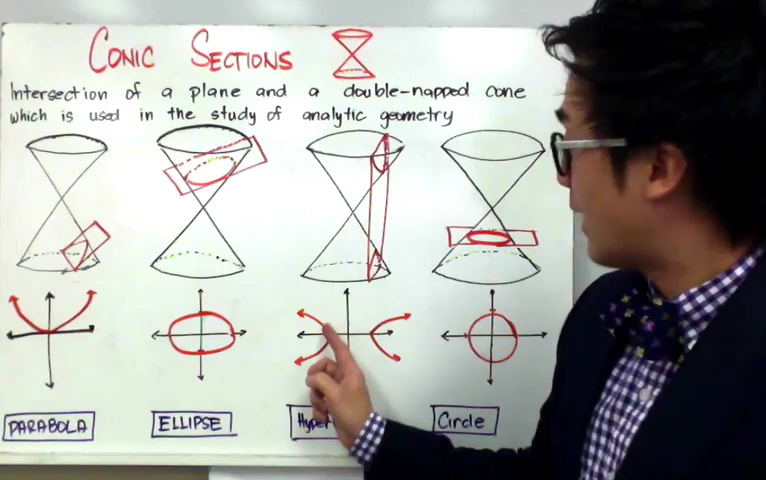 CONIC SECTIONS
Intersection of a plane and a double-napped cone
which is used in the study of analytic geometry
PARABOLA
ELLIPSE
Hyper
Circle